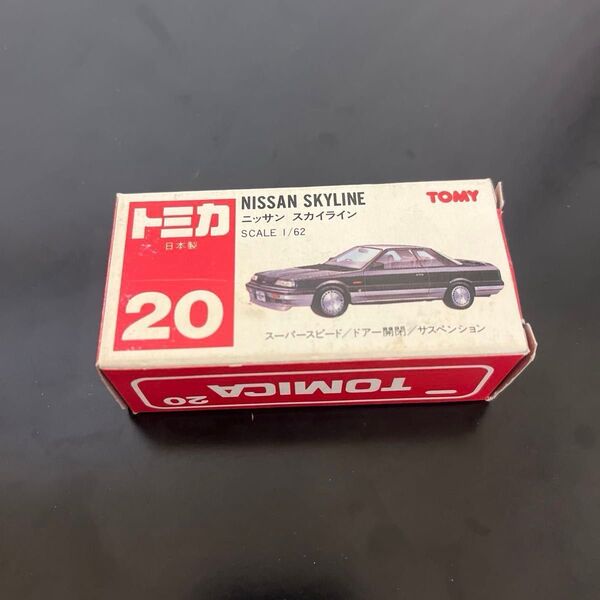 トミカ
日本製
20
NISSAN SKYLINE
ニッサン スカイライン
SCALE 1/62
TOMY
スーパースピード/ドアー開閉/サスペンション
TOMICA 20